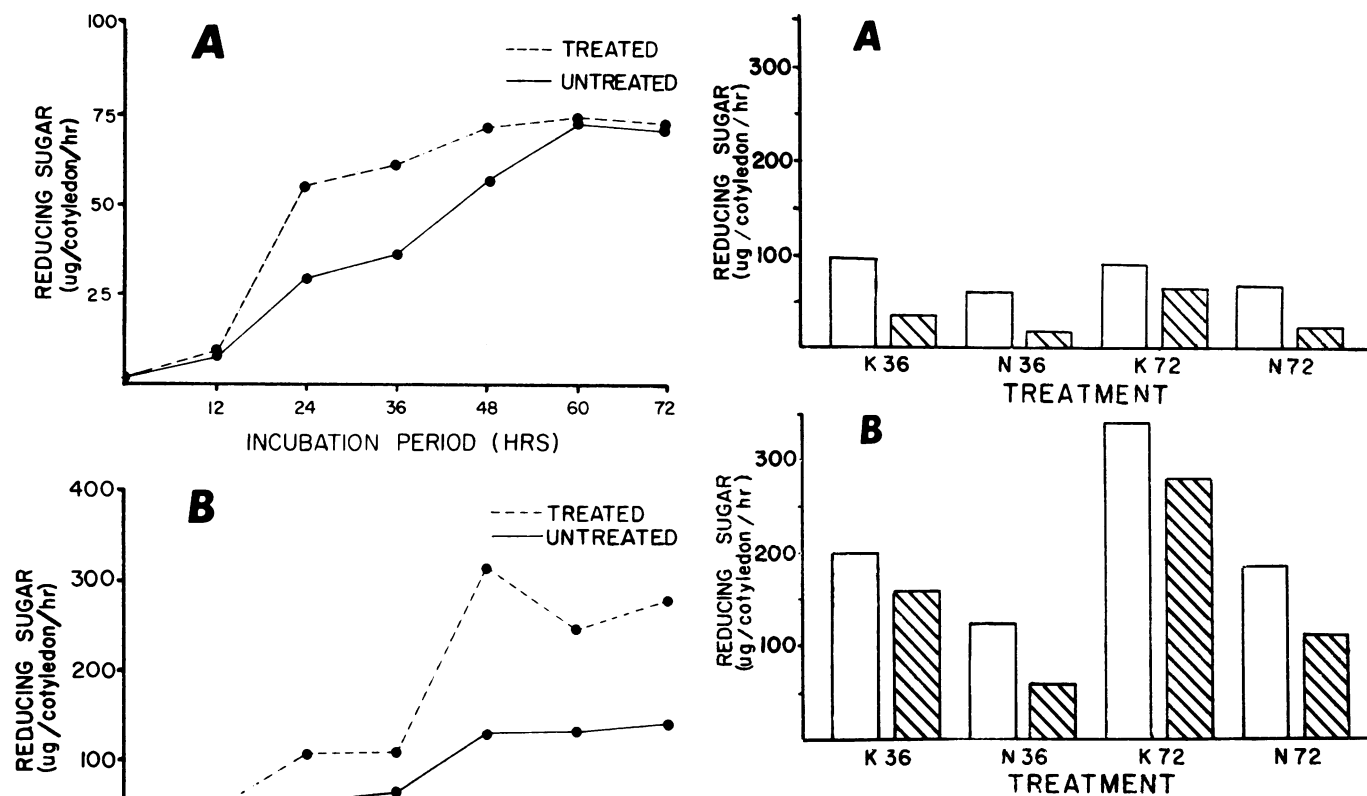 A
100
75
50
25
REDUCING SUGAR
(ug/cotyledon/hr)
TREATED
UNTREATED
12 24 36 48 60 72
INCUBATION PERIOD (HRS)
B
400
300
200
100
REDUCING SUGAR
(ug/cotyledon/hr)
TREATED
UNTREATED
A
300
200
100
REDUCING SUGAR
(ug/cotyledon/hr)
K 36 N 36 K 72 N 72
TREATMENT
B
300
200
100
REDUCING SUGAR
(ug/cotyledon/hr)
K 36 N 36 K 72 N 72
TREATMENT